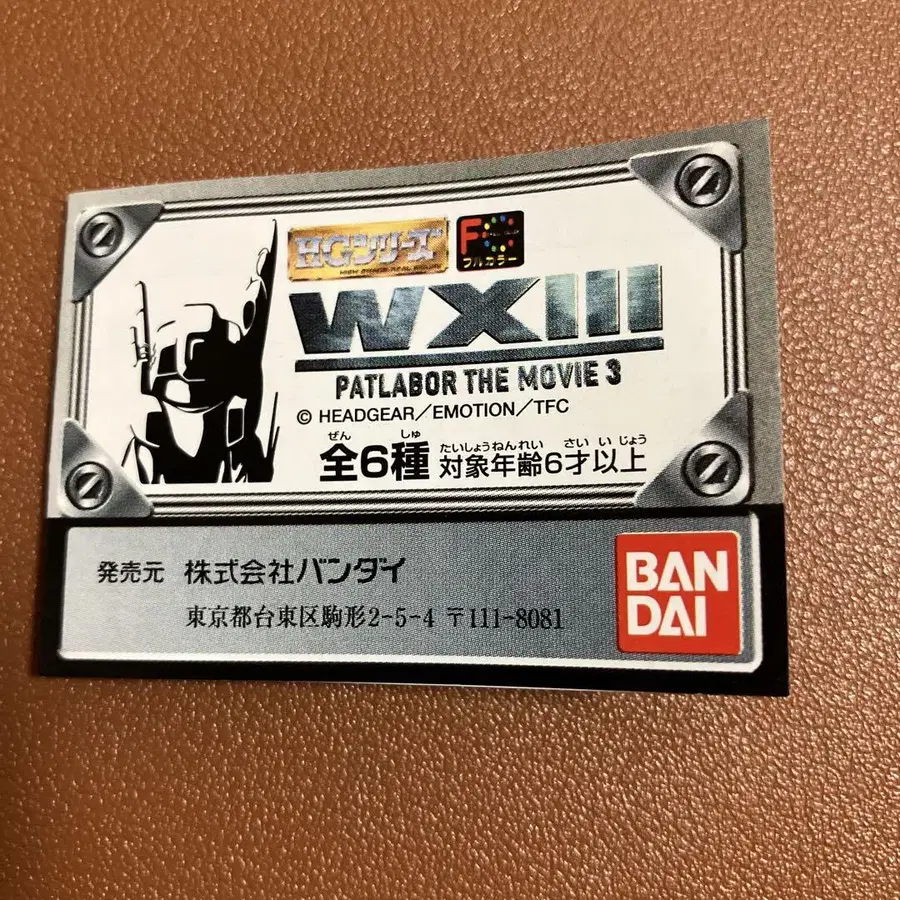 HGシリーズ
F
フルカラー
WXIII
PATLABOR THE MOVIE 3
© HEADGEAR/EMOTION/TFC
ぜん しゅ たいしょうねんれい さい い じょう
全6種 対象年齢6才以上
発売元 株式会社バンダイ
東京都台東区駒形2-5-4 〒111-8081
BAN
DAI